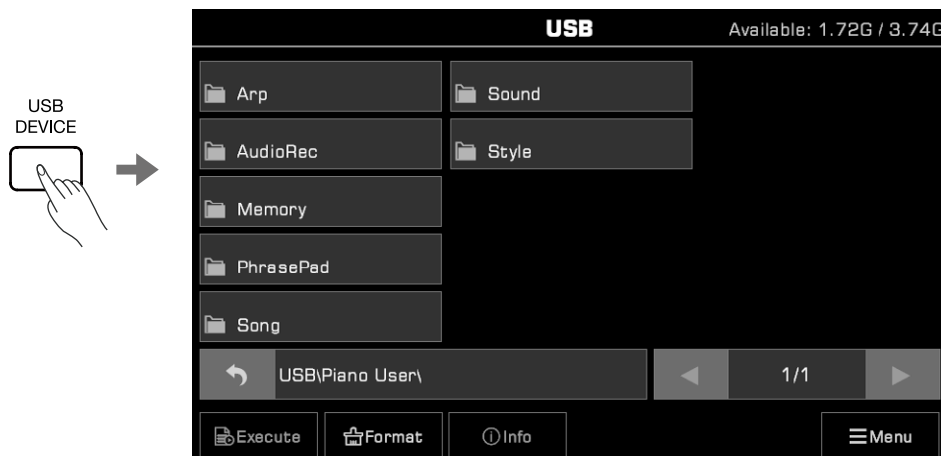 USB
DEVICE
USB
Available: 1.72G / 3.74G
Arp
Sound
AudioRec
Style
Memory
PhrasePad
Song
USB\Piano User\
1/1
Execute
Format
Info
Menu